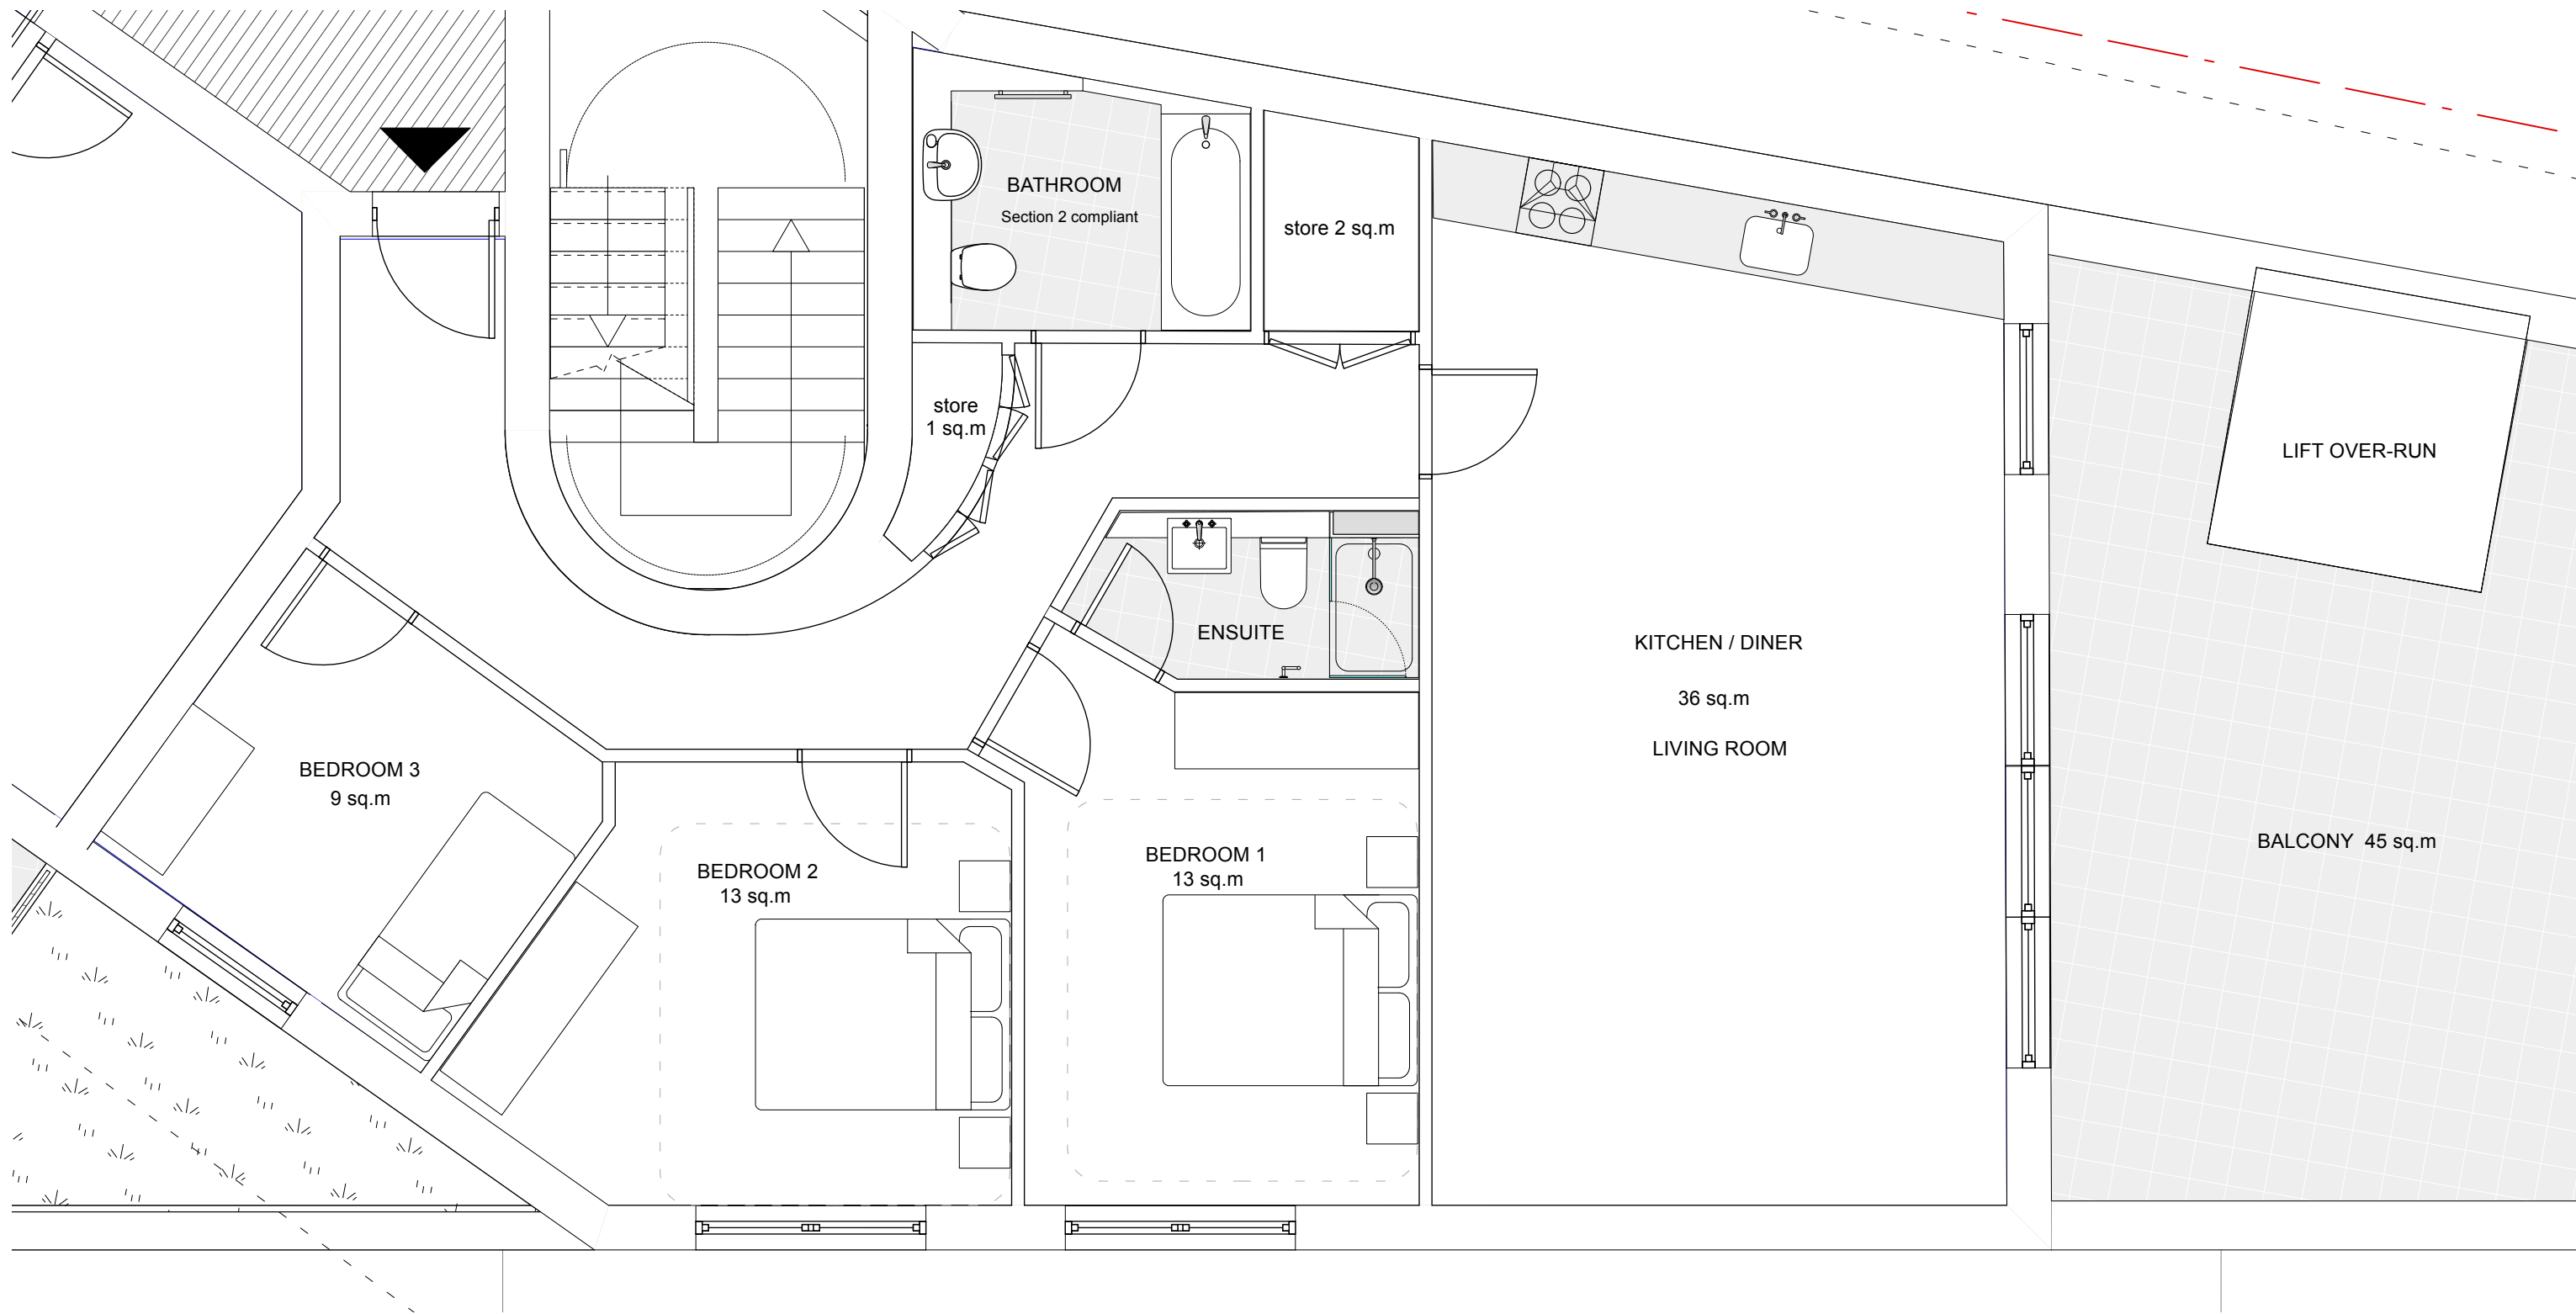 BATHROOM
Section 2 compliant
store 2 sq.m
store
1 sq.m
LIFT OVER-RUN
ENSUITE
KITCHEN / DINER
36 sq.m
LIVING ROOM
BEDROOM 3
9 sq.m
BEDROOM 2
13 sq.m
BEDROOM 1
13 sq.m
BALCONY 45 sq.m